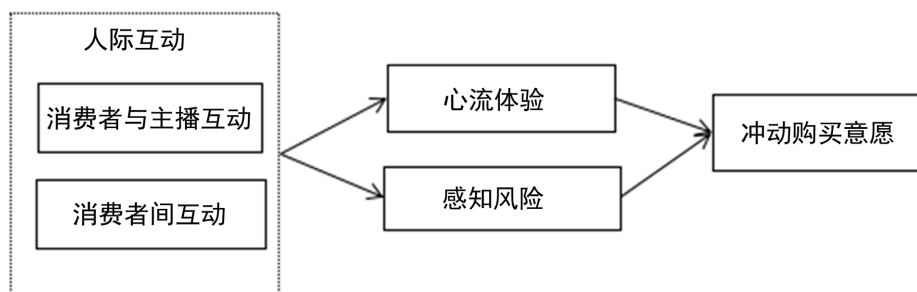 人际互动
消费者与主播互动
消费者间互动
心流体验
感知风险
冲动购买意愿